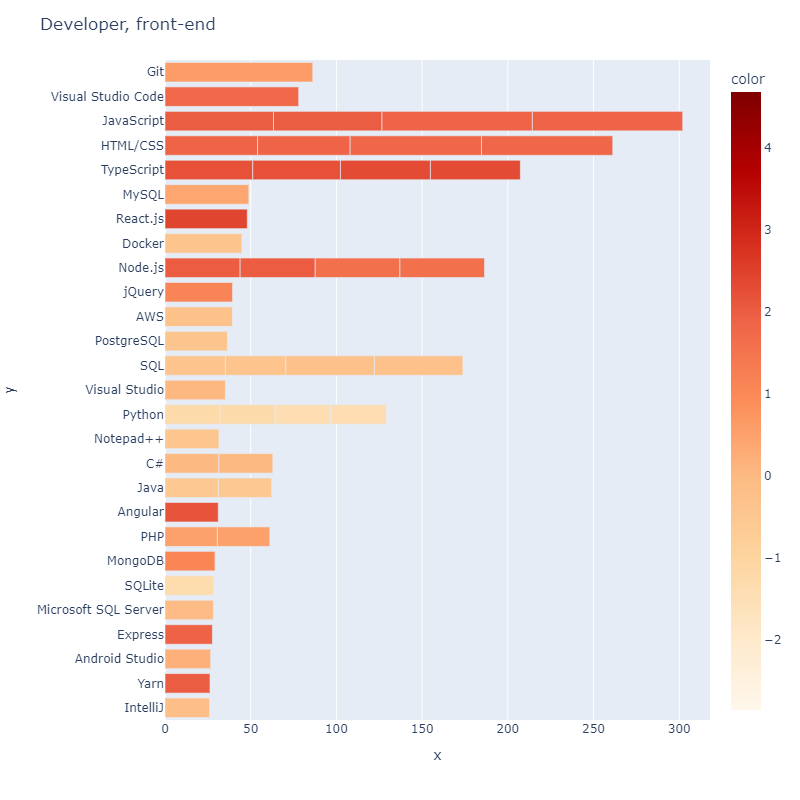 Developer, front-end
color
Git
Visual Studio Code
JavaScript
HTML/CSS
TypeScript
MySQL
React.js
Docker
Node.js
jQuery
AWS
PostgreSQL
SQL
Visual Studio
Python
Notepad++
C#
Java
Angular
PHP
MongoDB
SQLite
Microsoft SQL Server
Express
Android Studio
Yarn
IntelliJ
y
0 50 100 150 200 250 300
x
4
3
2
1
0
−1
−2